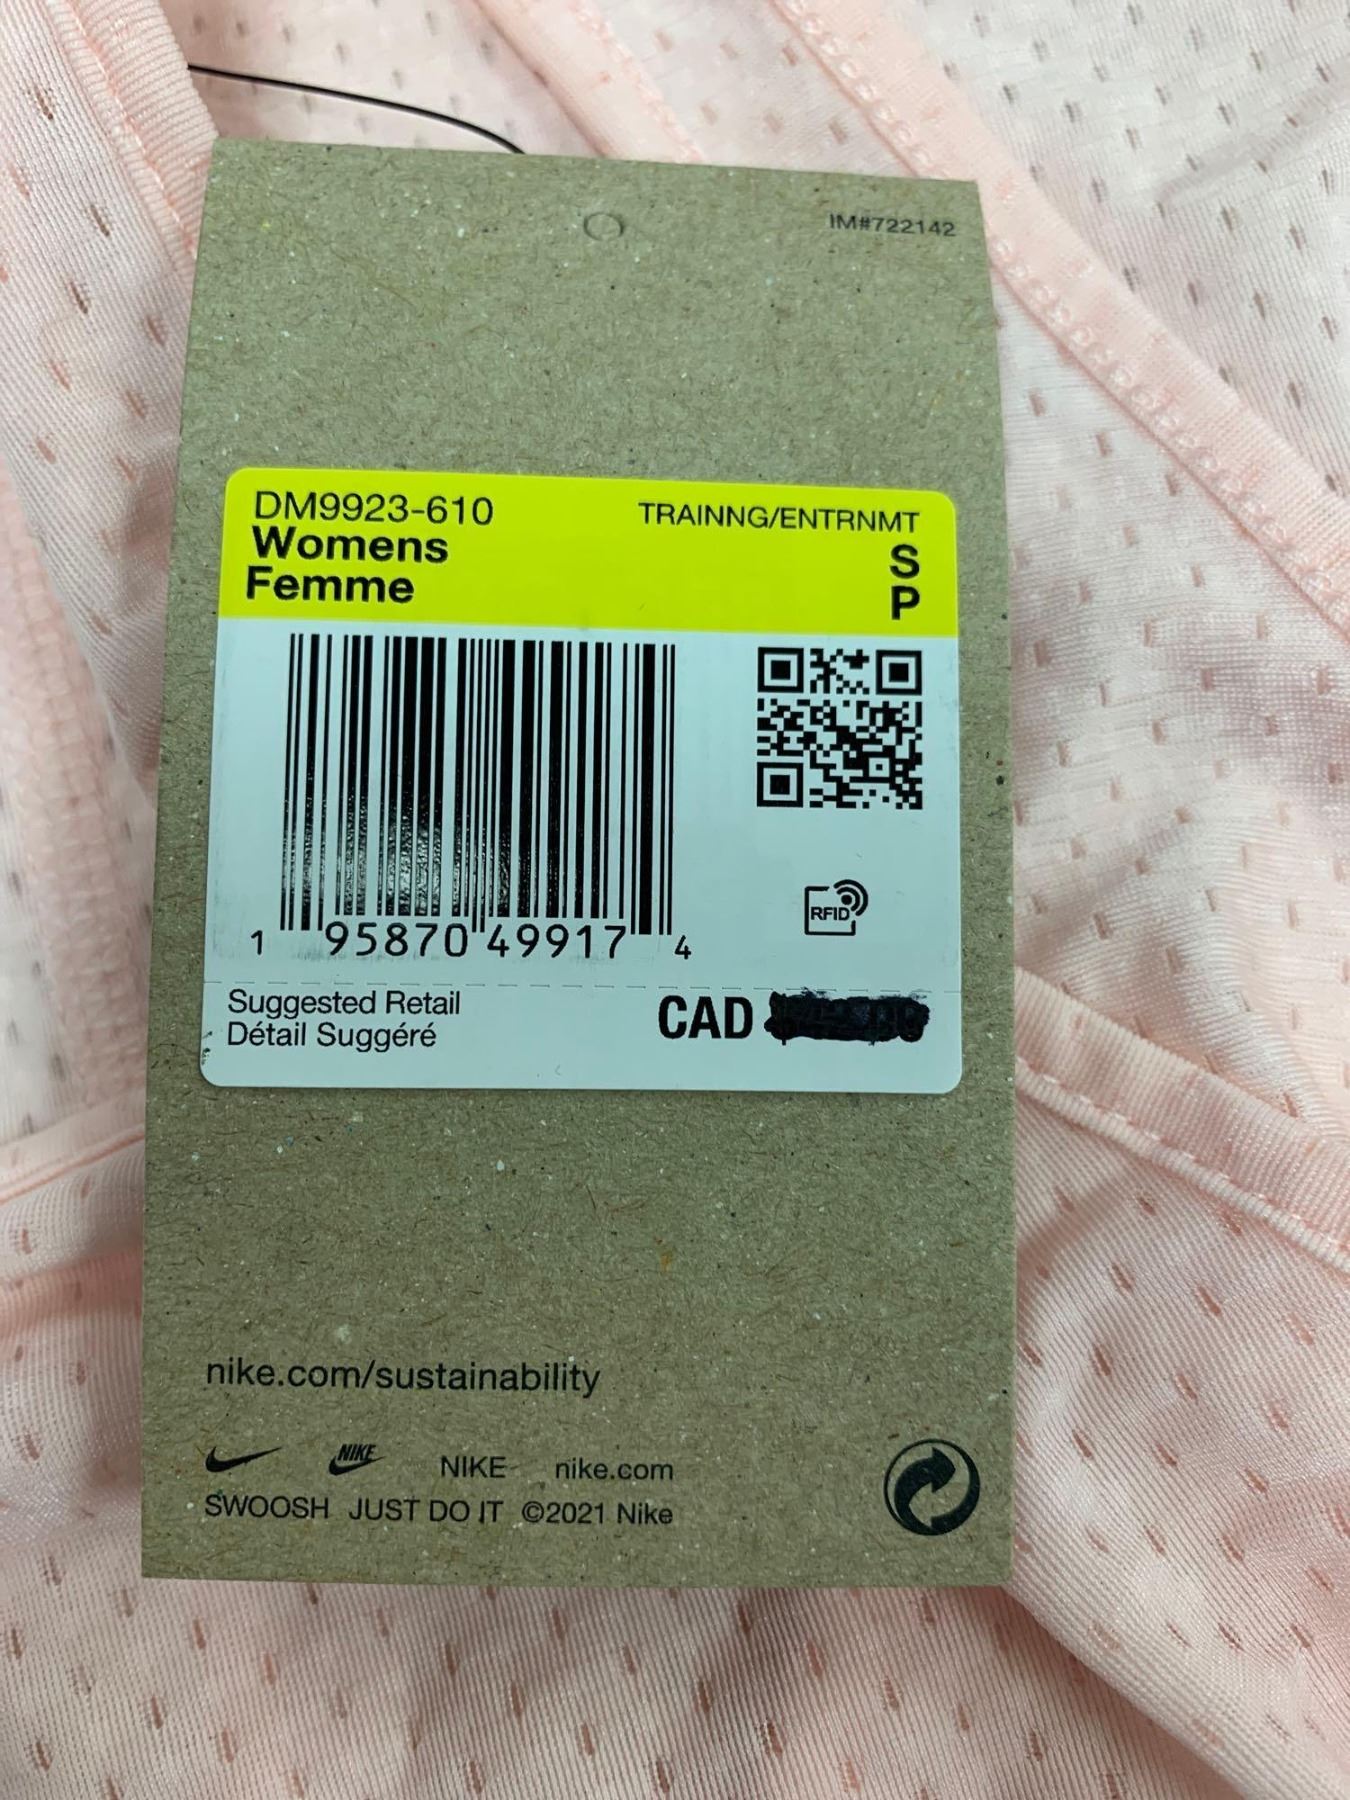 IM#722142
DM9923-610 TRAINNG/ENTRNMT
Womens S
Femme P
RFID
1 95870 49917 4
Suggested Retail CAD
Détail Suggéré
nike.com/sustainability
NIKE NIKE nike.com
SWOOSH JUST DO IT ©2021 Nike